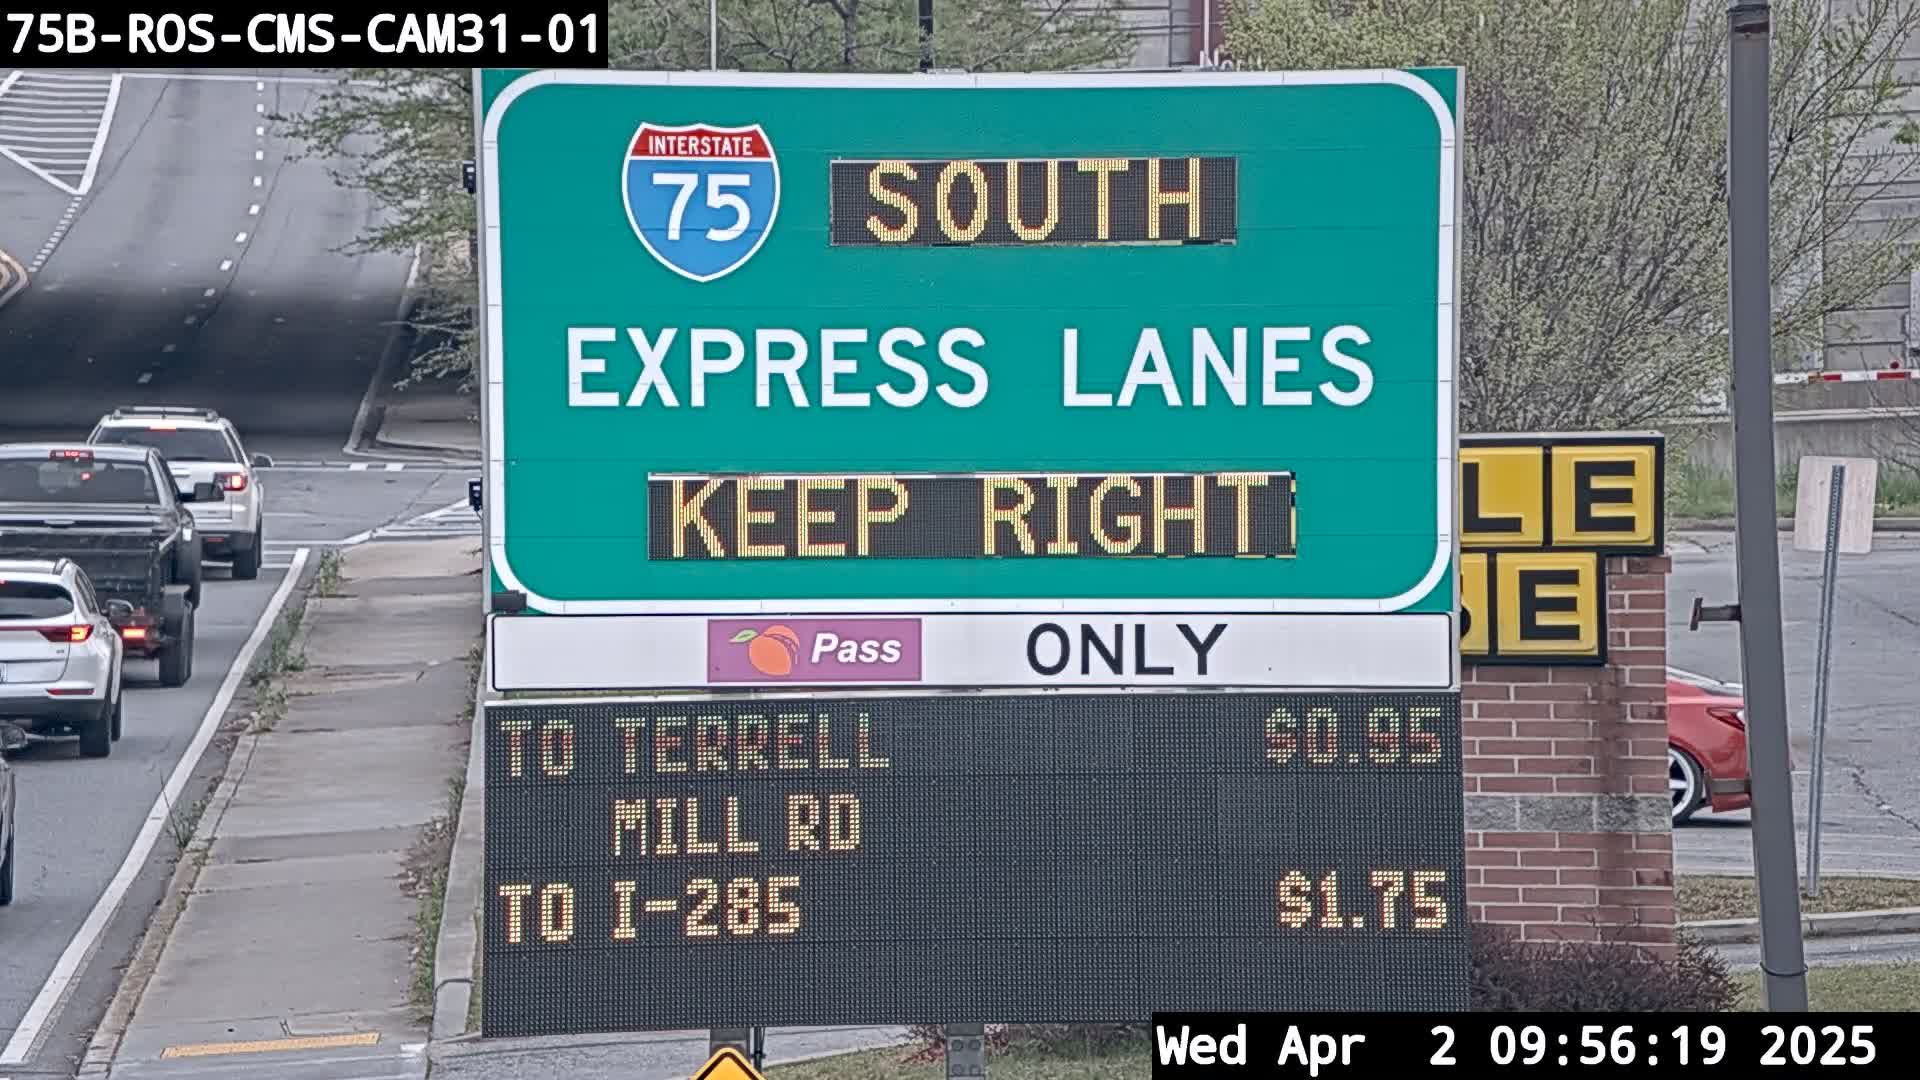 75B-ROS-CMS-CAM31-01
INTERSTATE
75
SOUTH
EXPRESS LANES
KEEP RIGHT
Pass ONLY
TO TERRELL $0.95
MILL RD
TO I-285 $1.75
LE
E
Wed Apr 2 09:56:19 2025